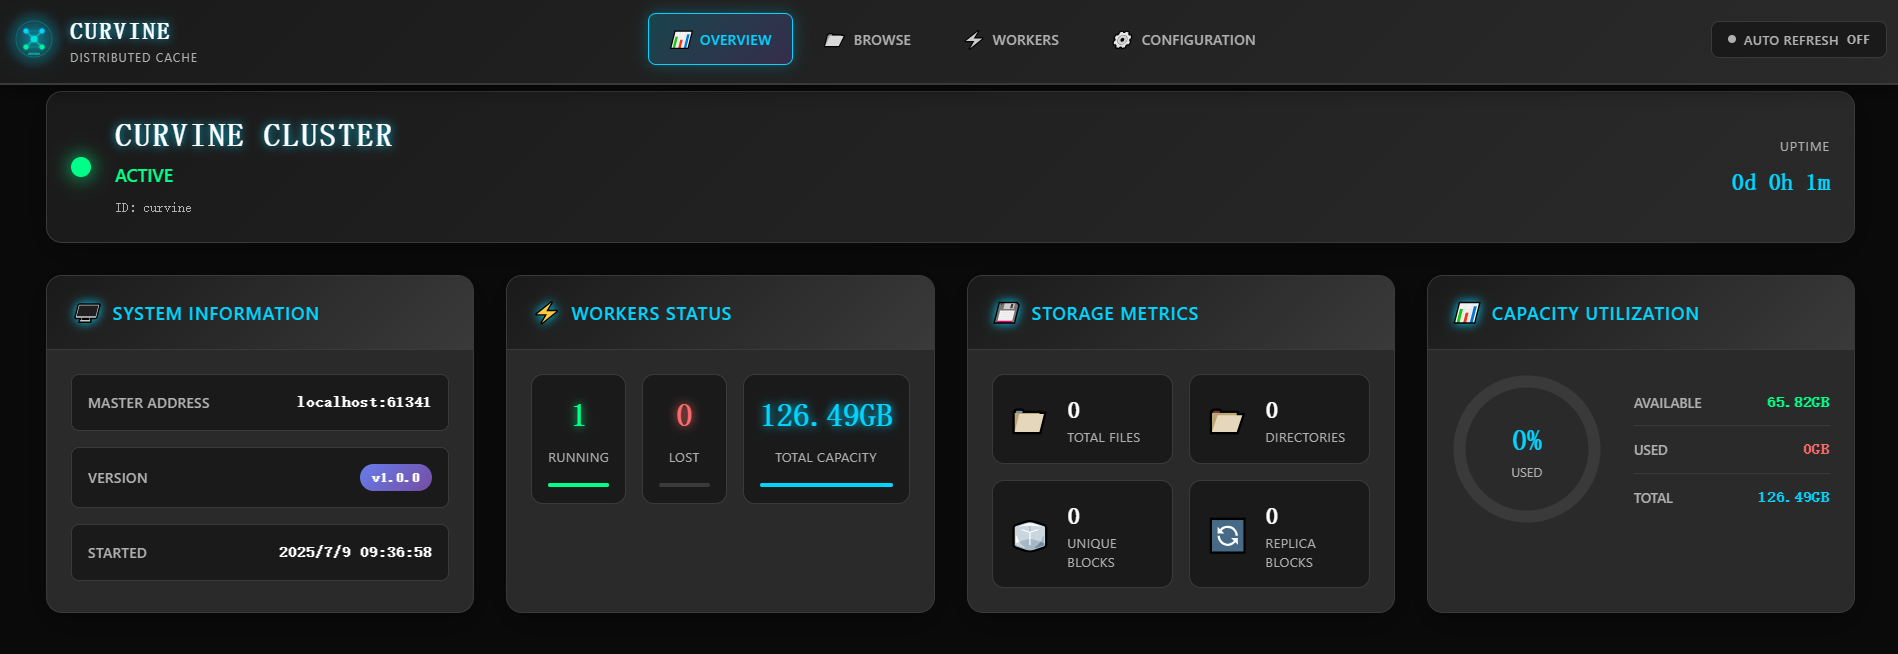 CURVINE
DISTRIBUTED CACHE
OVERVIEW
BROWSE
WORKERS
CONFIGURATION
AUTO REFRESH OFF
CURVINE CLUSTER
ACTIVE
ID: curvine
UPTIME
0d 0h 1m
SYSTEM INFORMATION
MASTER ADDRESS localhost:61341
VERSION v1.0.0
STARTED 2025/7/9 09:36:58
WORKERS STATUS
1
RUNNING
0
LOST
126.49GB
TOTAL CAPACITY
STORAGE METRICS
0
TOTAL FILES
0
DIRECTORIES
0
UNIQUE
BLOCKS
0
REPLICA
BLOCKS
CAPACITY UTILIZATION
0%
USED
AVAILABLE 65.82GB
USED 0GB
TOTAL 126.49GB